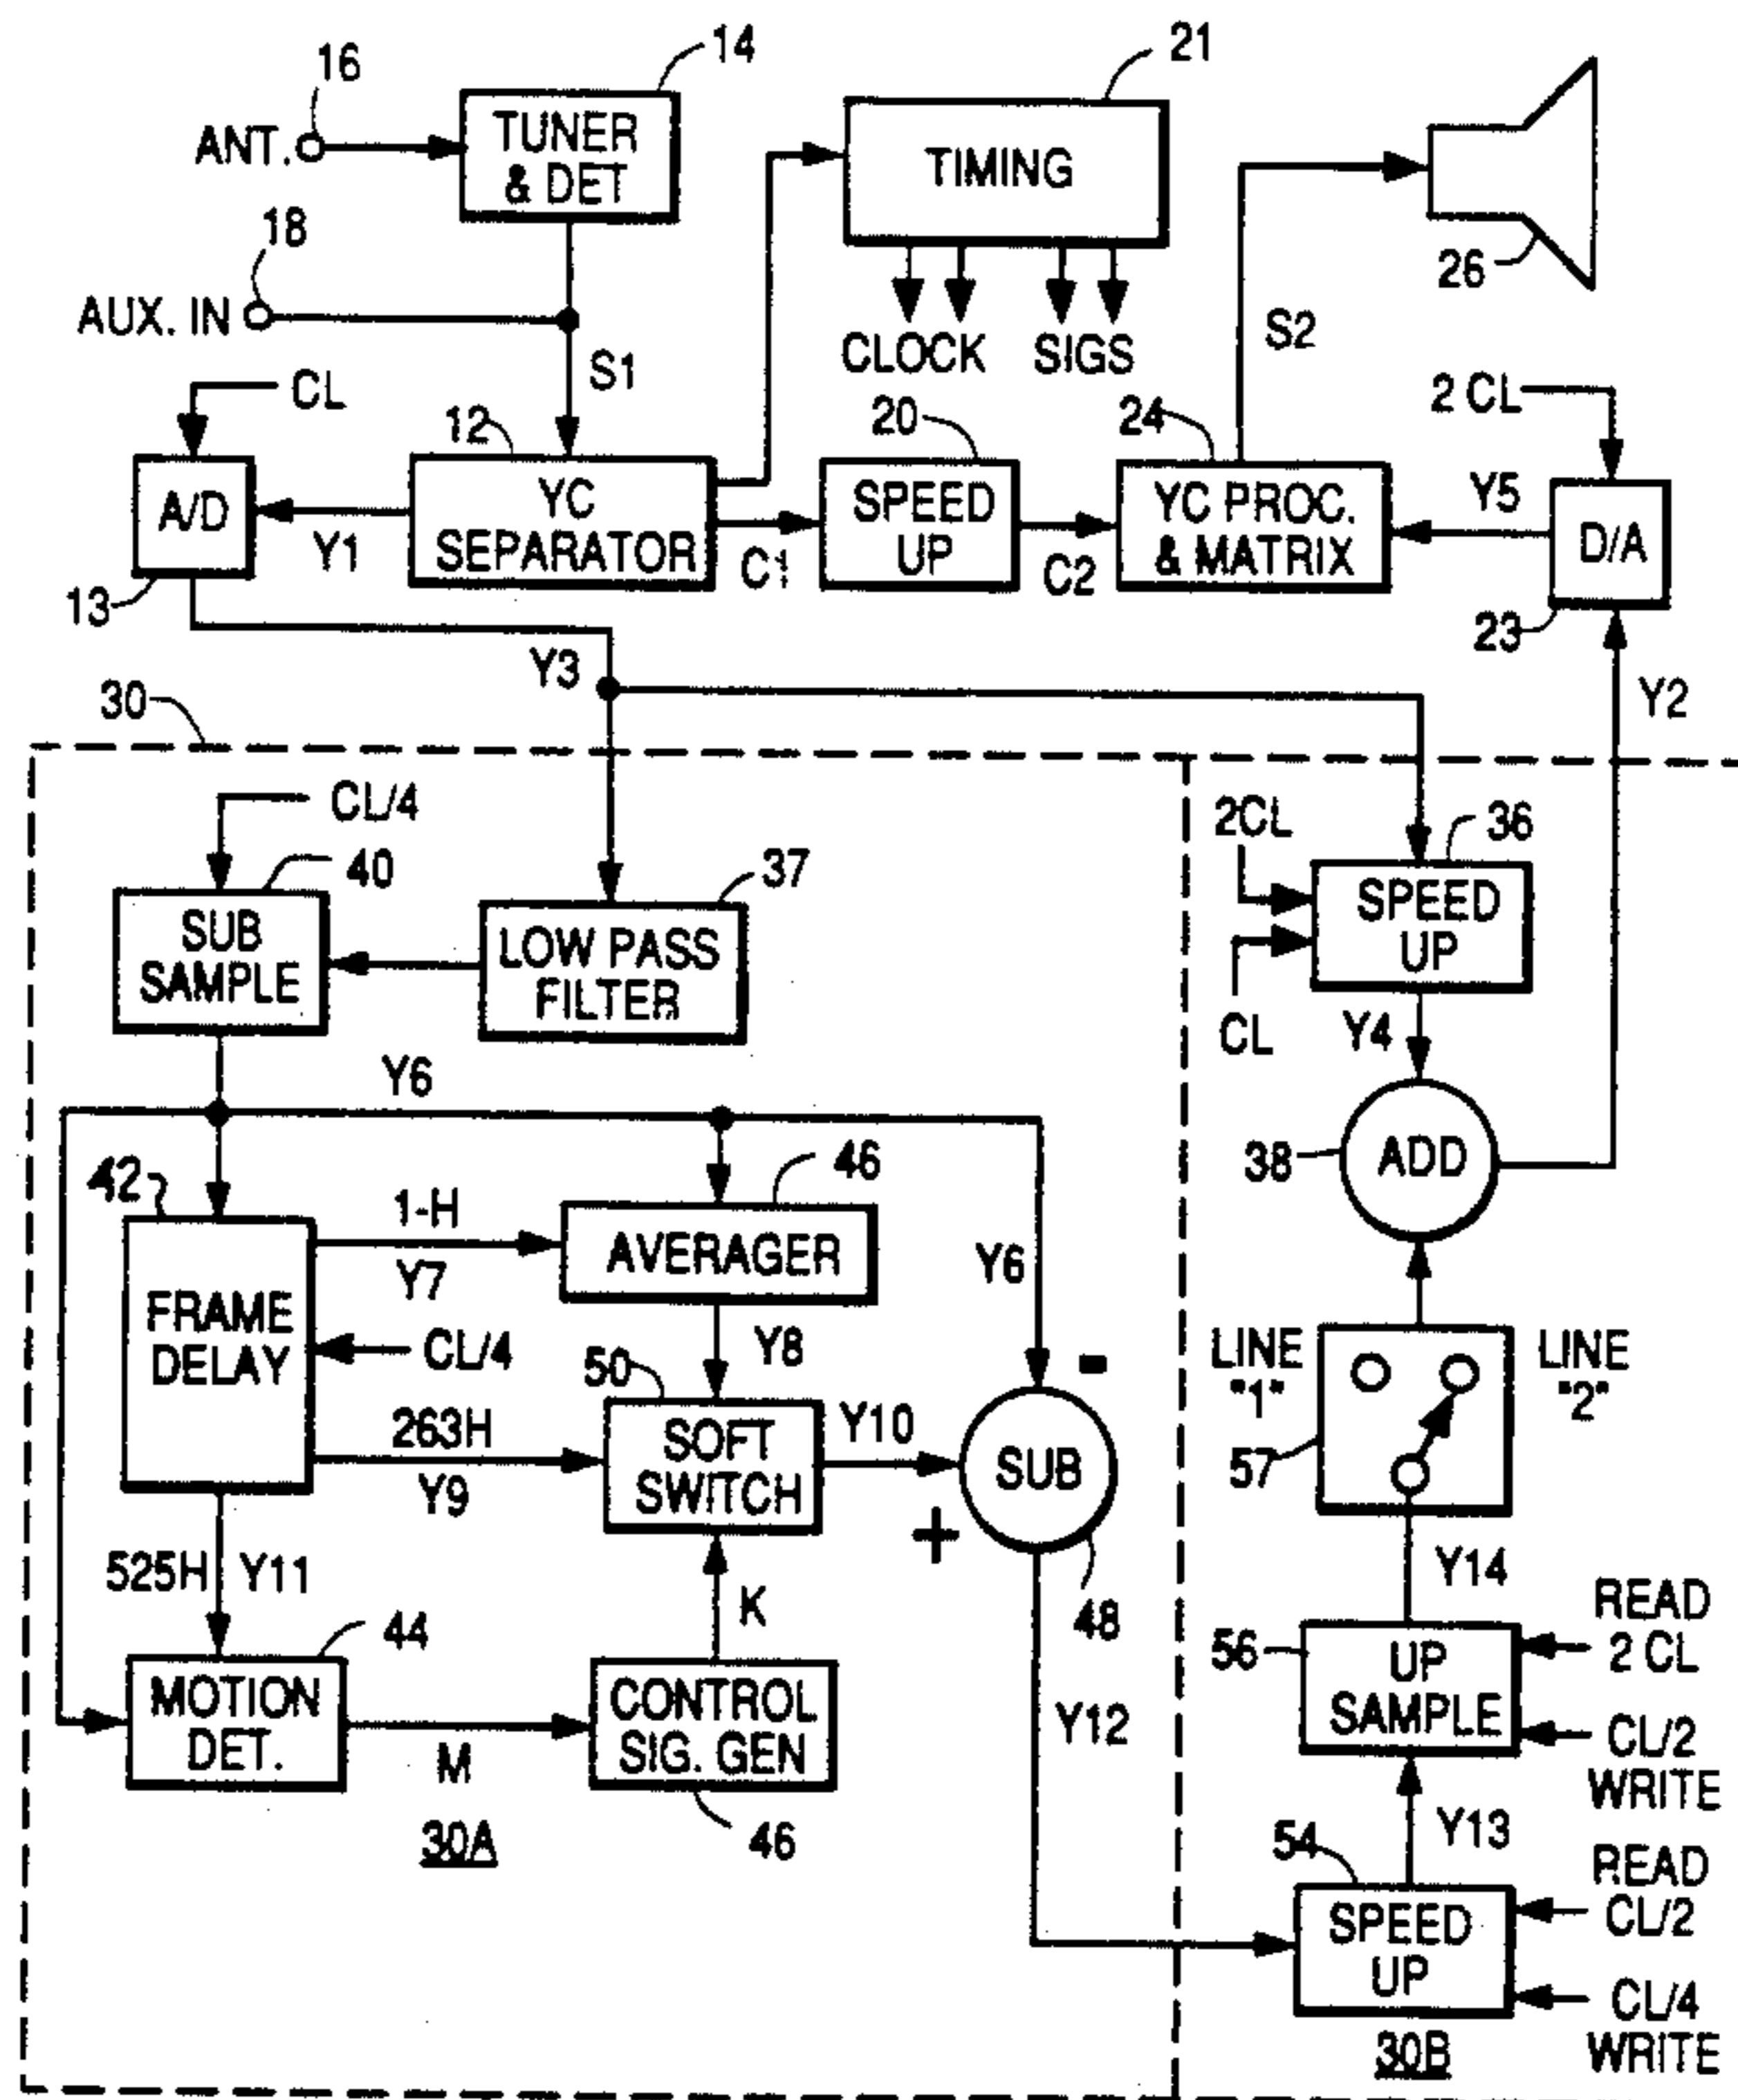 16
14
21
ANT.
TUNER
& DET
TIMING
18
26
AUX. IN
CLOCK
SIGS
S2
CL
S1
2 CL
12
20
24
A/D
Y1
YC
SEPARATOR
C1
SPEED
UP
C2
YC PROC.
& MATRIX
Y5
D/A
13
23
Y3
Y2
30
CL/4
40
37
2CL
36
SUB
SAMPLE
LOW PASS
FILTER
SPEED
UP
CL
Y4
Y6
42
1-H
Y7
46
AVERAGER
Y6
38
ADD
FRAME
DELAY
CL/4
Y8
50
-
LINE
"1"
LINE
"2"
263H
Y9
SOFT
SWITCH
Y10
SUB
57
+
525H
Y11
K
48
Y14
READ
2 CL
44
56
UP
SAMPLE
MOTION
DET.
M
CONTROL
SIG. GEN
Y12
CL/2
WRITE
30A
46
Y13
54
READ
CL/2
SPEED
UP
CL/4
WRITE
30B